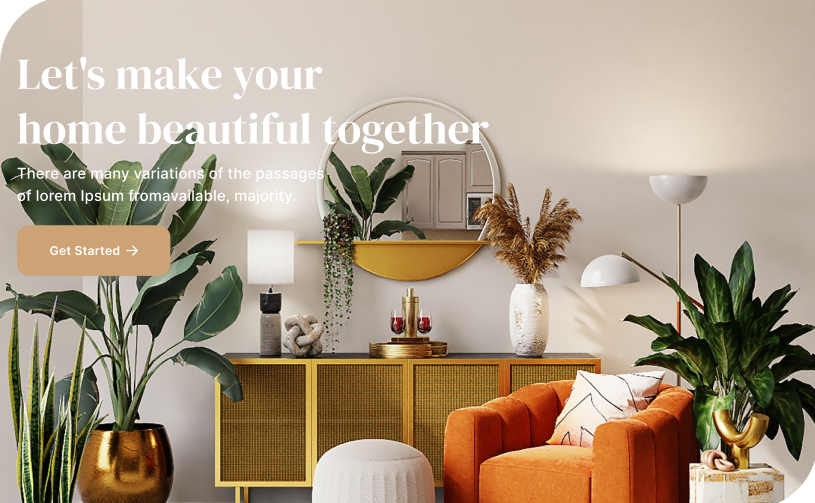 Let's make your
home beautiful together
There are many variations of the passages
of lorem Ipsum fromavailable, majority.
Get Started →